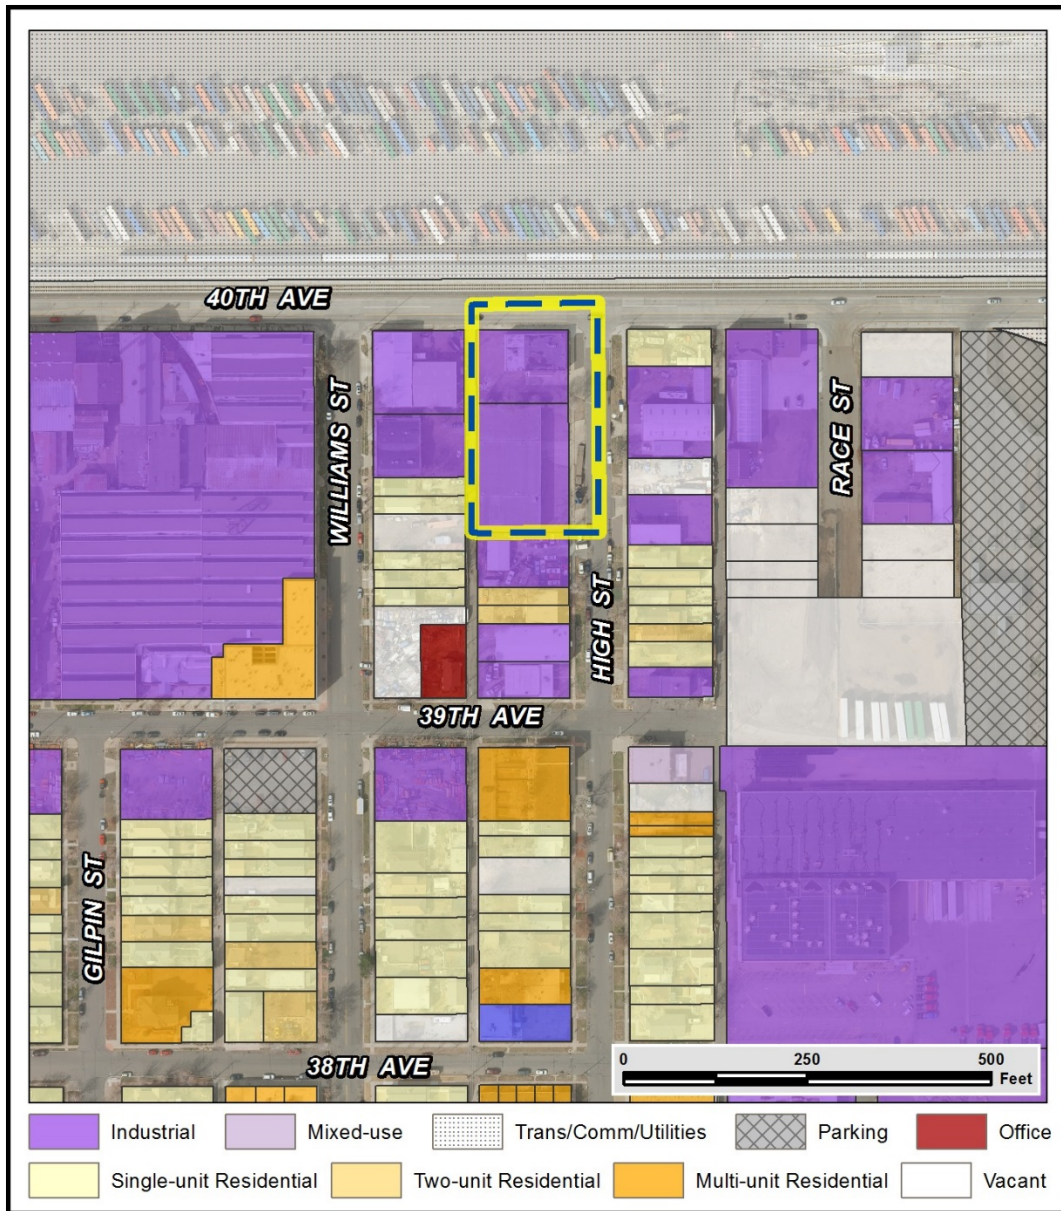 40TH AVE
WILLIAMS ST
RACE ST
HIGH ST
39TH AVE
GILPIN ST
38TH AVE
0 250 500
Feet
Industrial Mixed-use Trans/Comm/Utilities Parking Office
Single-unit Residential Two-unit Residential Multi-unit Residential Vacant